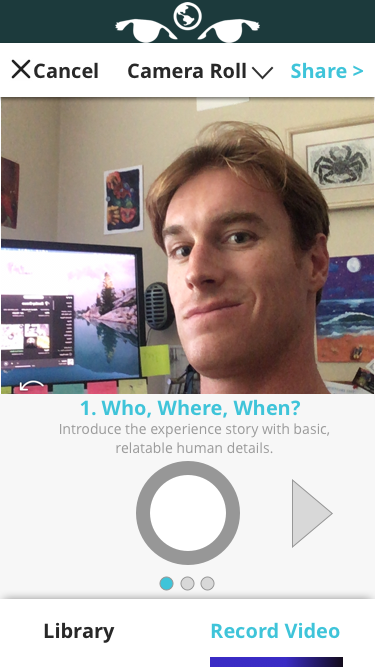 Cancel Camera Roll Share >
1. Who, Where, When?
Introduce the experience story with basic,
relatable human details.
Library Record Video